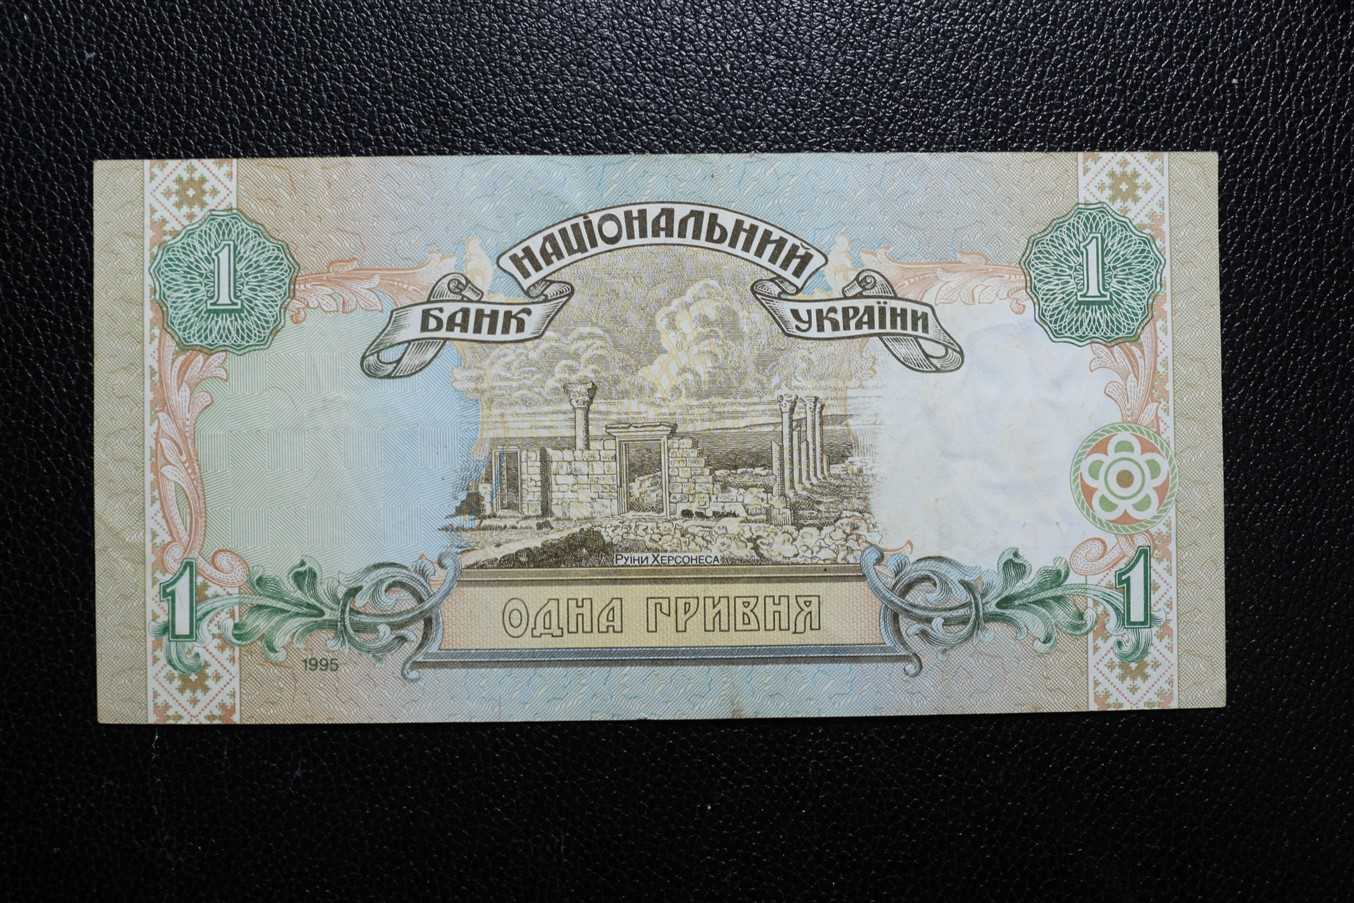 НАЦІОНАЛЬНИЙ
БАНК УКРАЇНИ
1 1
РУЇНИ ХЕРСОНЕСА
1 1
ОДНА ГРИВНЯ
1995